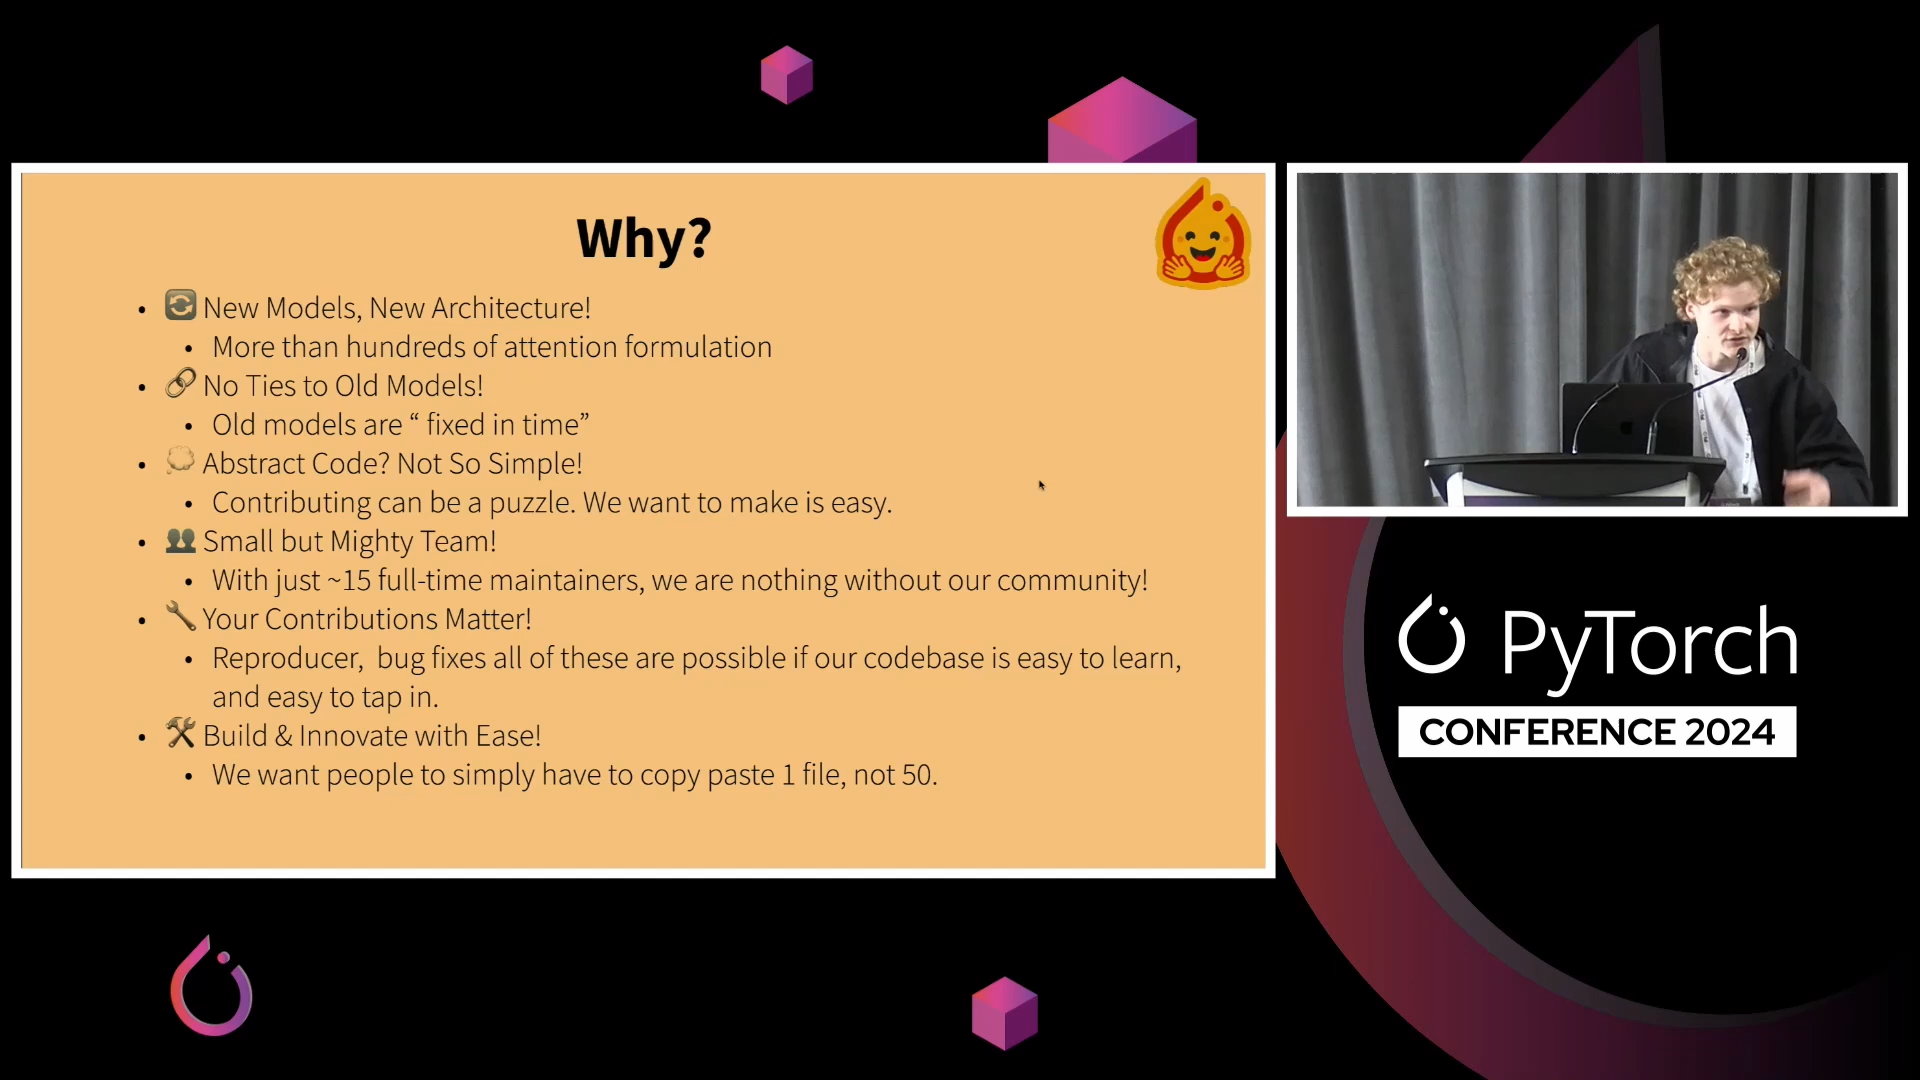 Why?
• 🔄 New Models, New Architecture!
• More than hundreds of attention formulation
• 🔗 No Ties to Old Models!
• Old models are “ fixed in time”
• 💭 Abstract Code? Not So Simple!
• Contributing can be a puzzle. We want to make is easy.
• 👥 Small but Mighty Team!
• With just ~15 full-time maintainers, we are nothing without our community!
• 🔧 Your Contributions Matter!
• Reproducer,  bug fixes all of these are possible if our codebase is easy to learn,
and easy to tap in.
• 🛠 Build & Innovate with Ease!
• We want people to simply have to copy paste 1 file, not 50.
PyTorch
CONFERENCE 2024